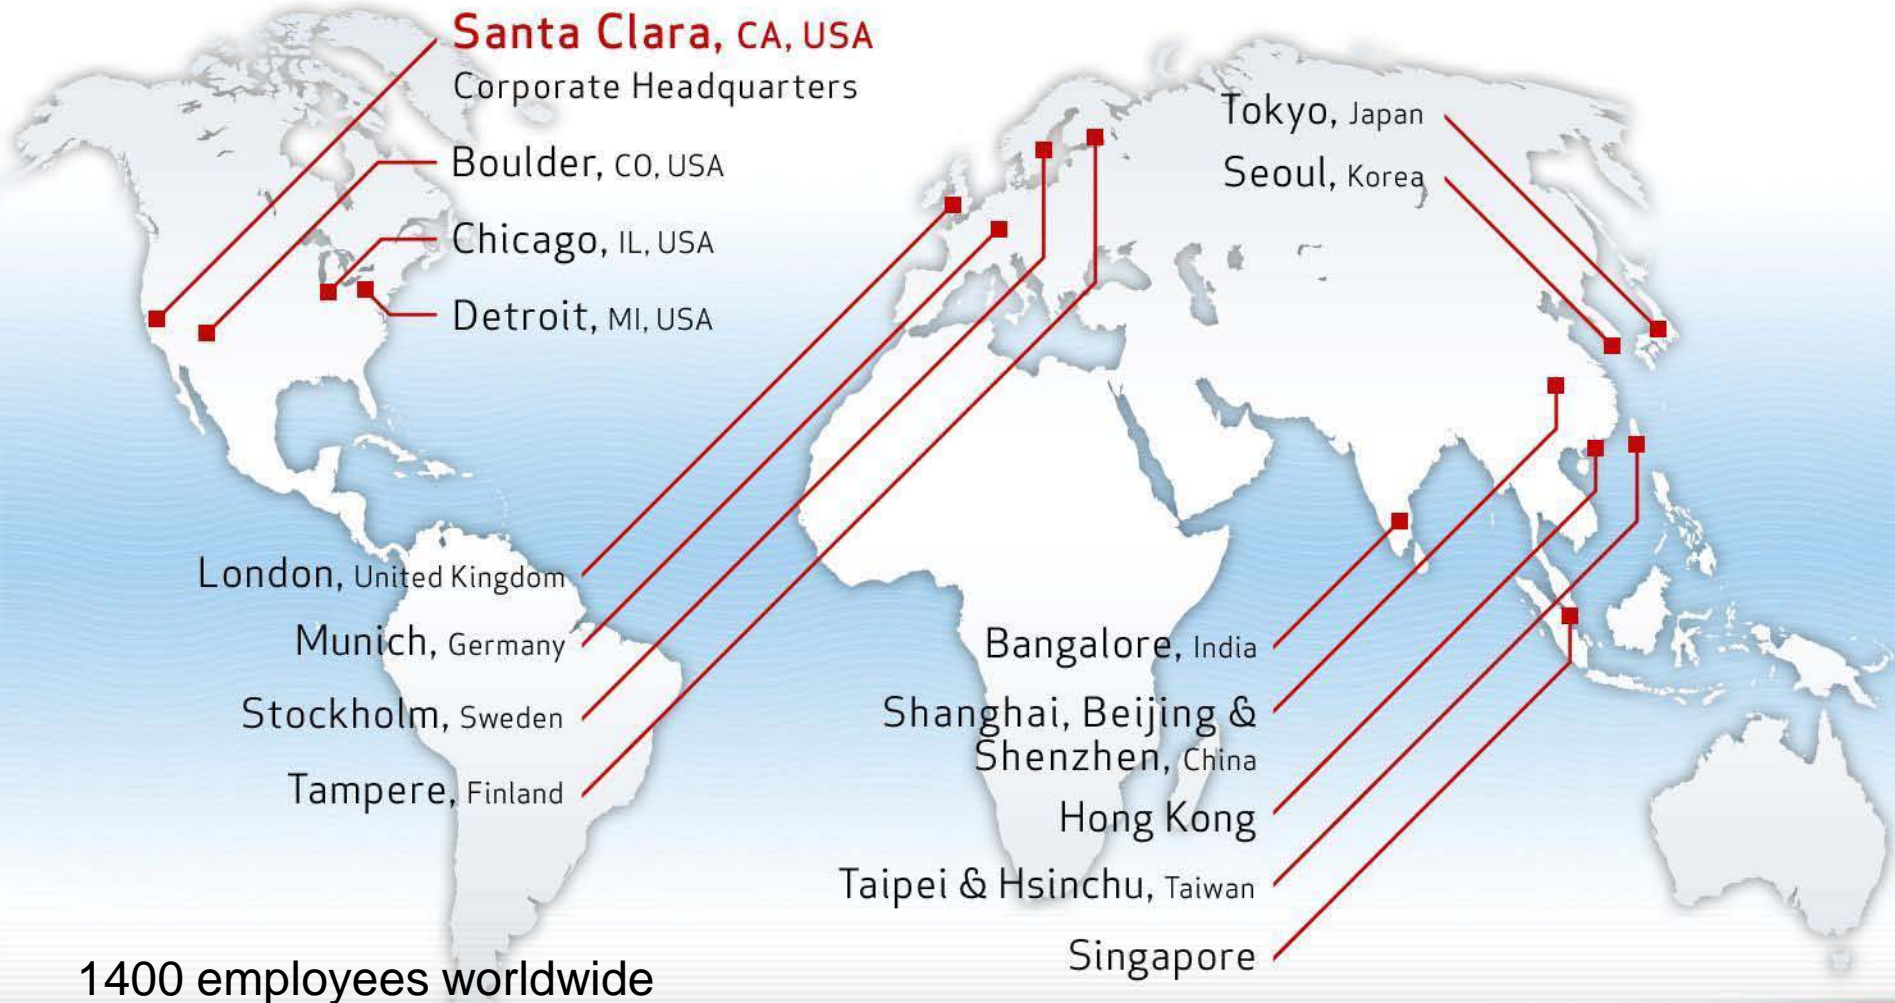 Santa Clara, CA, USA
Corporate Headquarters
Boulder, CO, USA
Chicago, IL, USA
Detroit, MI, USA
Tokyo, Japan
Seoul, Korea
London, United Kingdom
Munich, Germany
Stockholm, Sweden
Tampere, Finland
Bangalore, India
Shanghai, Beijing &
Shenzhen, China
Hong Kong
Taipei & Hsinchu, Taiwan
Singapore
1400 employees worldwide